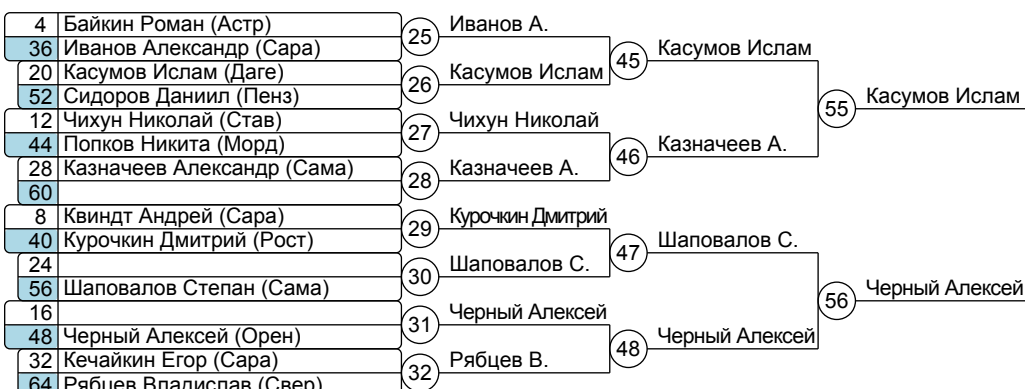 4 Байкин Роман (Астр)
36 Иванов Александр (Сара)
20 Касумов Ислам (Даге)
52 Сидоров Даниил (Пенз)
12 Чихун Николай (Став)
44 Попков Никита (Морд)
28 Казначеев Александр (Сама)
60
8 Квиндт Андрей (Сара)
40 Курочкин Дмитрий (Рост)
24
56 Шаповалов Степан (Сама)
16
48 Черный Алексей (Орен)
32 Кечайкин Егор (Сара)
64 Рябцев Владислав (Свер)
25 Иванов А.
26 Касумов Ислам
27 Чихун Николай
28 Казначеев А.
29 Курочкин Дмитрий
30 Шаповалов С.
31 Черный Алексей
32 Рябцев В.
45 Касумов Ислам
46 Казначеев А.
47 Шаповалов С.
48 Черный Алексей
55 Касумов Ислам
56 Черный Алексей